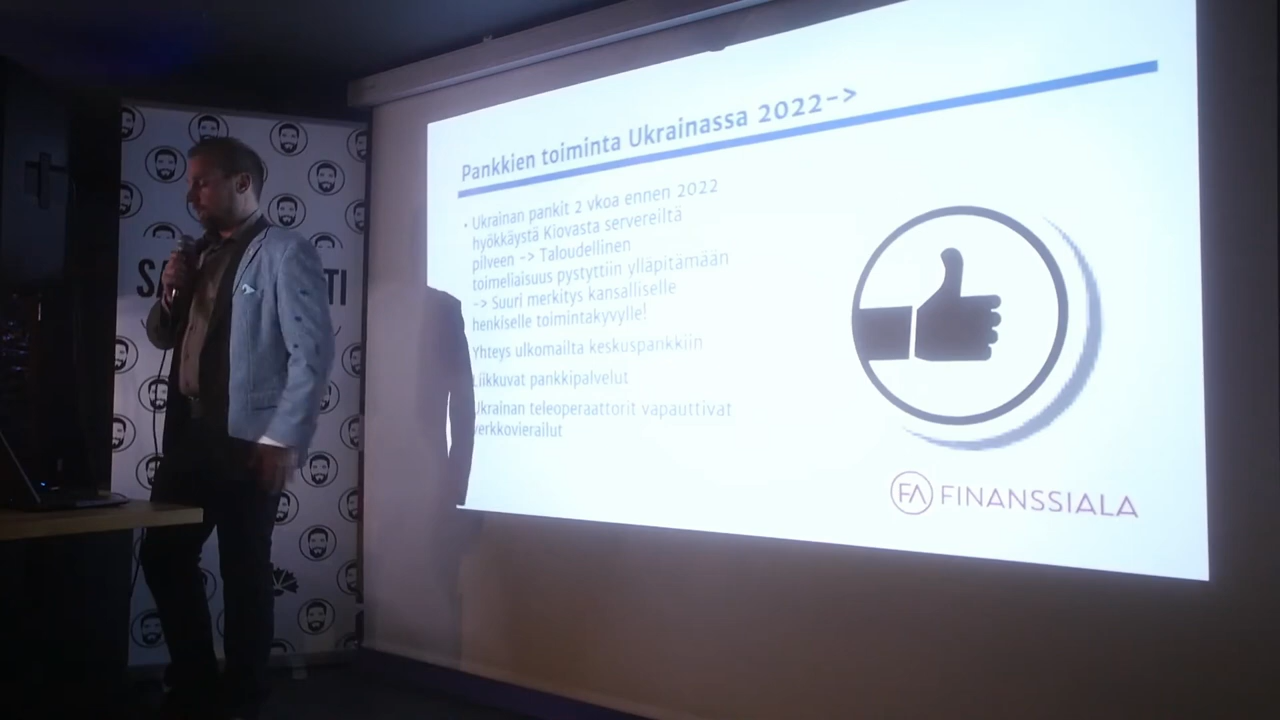 Pankkien toiminta Ukrainassa 2022->
• Ukrainan pankit 2 vkoa ennen 2022
hyökkäystä Kiovasta servereiltä
pilveen -> Taloudellinen
toimeliaisuus pystyttiin ylläpitämään
-> Suuri merkitys kansalliselle
henkiselle toimintakyvylle!
Yhteys ulkomailta keskuspankkiin
Liikkuvat pankkipalvelut
Ukrainan teleoperaattorit vapauttivat
verkkovierailut
FA FINANSSIALA